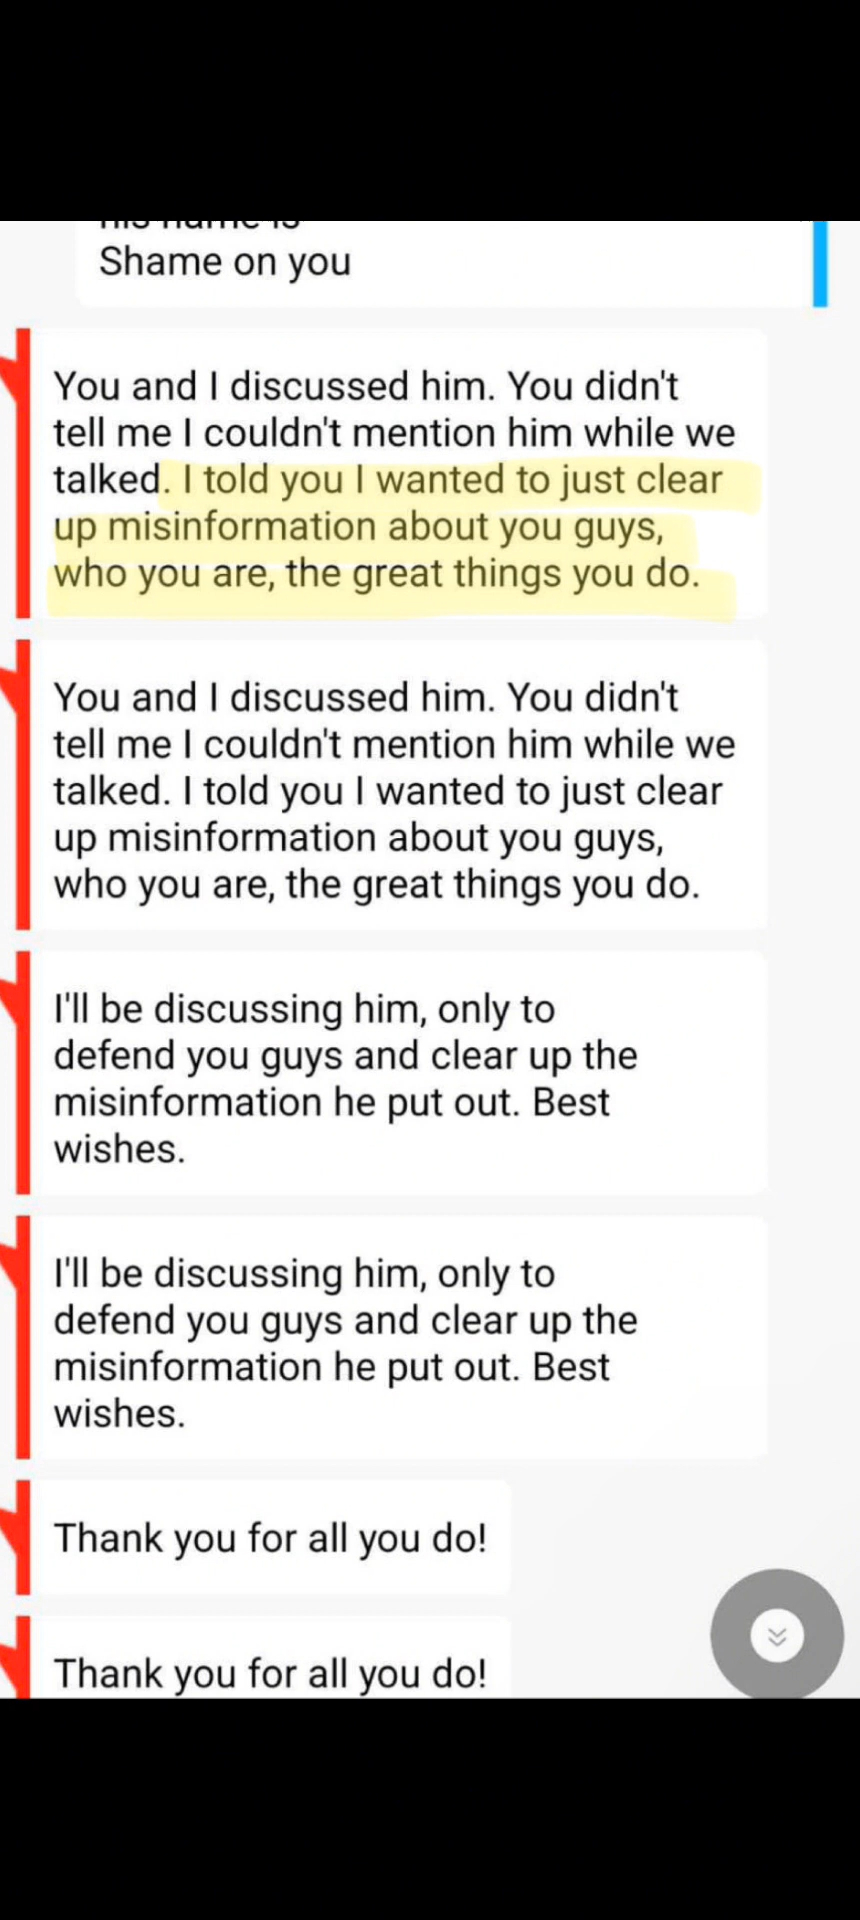 his name is
Shame on you
You and I discussed him. You didn't
tell me I couldn't mention him while we
talked. I told you I wanted to just clear
up misinformation about you guys,
who you are, the great things you do.
You and I discussed him. You didn't
tell me I couldn't mention him while we
talked. I told you I wanted to just clear
up misinformation about you guys,
who you are, the great things you do.
I'll be discussing him, only to
defend you guys and clear up the
misinformation he put out. Best
wishes.
I'll be discussing him, only to
defend you guys and clear up the
misinformation he put out. Best
wishes.
Thank you for all you do!
Thank you for all you do!